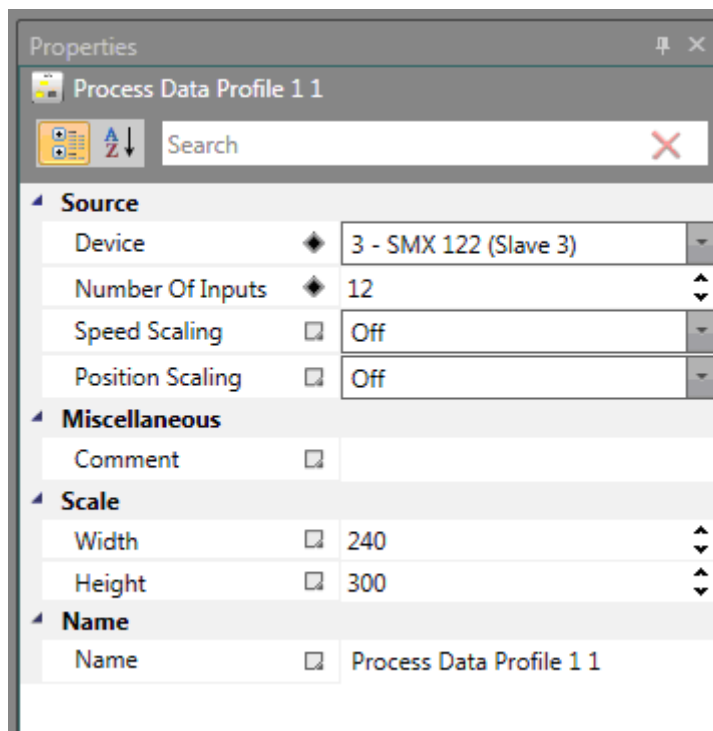 Properties
Process Data Profile 1 1
Search
Source
Device 3 - SMX 122 (Slave 3)
Number Of Inputs 12
Speed Scaling Off
Position Scaling Off
Miscellaneous
Comment
Scale
Width 240
Height 300
Name
Name Process Data Profile 1 1